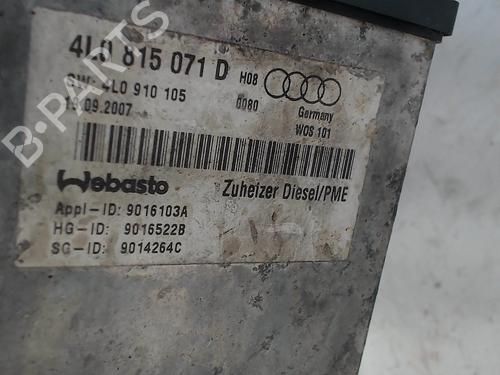 4L0 815 071 D H08
SW: 4L0 910 105 0080 Germany
19.09.2007 WOS 101
Webasto Zuheizer Diesel/PME
Appl-ID: 9016103A
HG-ID: 9016522B
SG-ID: 9014264C
B-PARTS